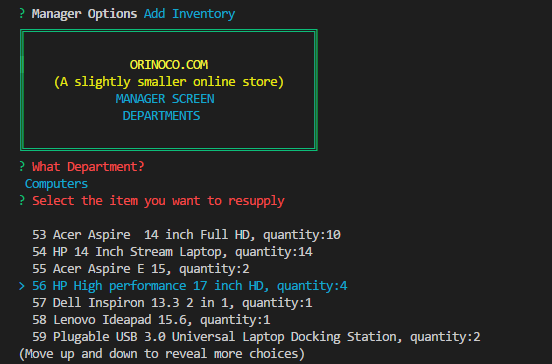 ? Manager Options Add Inventory
ORINOCO.COM
(A slightly smaller online store)
MANAGER SCREEN
DEPARTMENTS
? What Department?
Computers
? Select the item you want to resupply
53 Acer Aspire  14 inch Full HD, quantity:10
54 HP 14 Inch Stream Laptop, quantity:14
55 Acer Aspire E 15, quantity:2
> 56 HP High performance 17 inch HD, quantity:4
57 Dell Inspiron 13.3 2 in 1, quantity:1
58 Lenovo Ideapad 15.6, quantity:1
59 Plugable USB 3.0 Universal Laptop Docking Station, quantity:2
(Move up and down to reveal more choices)